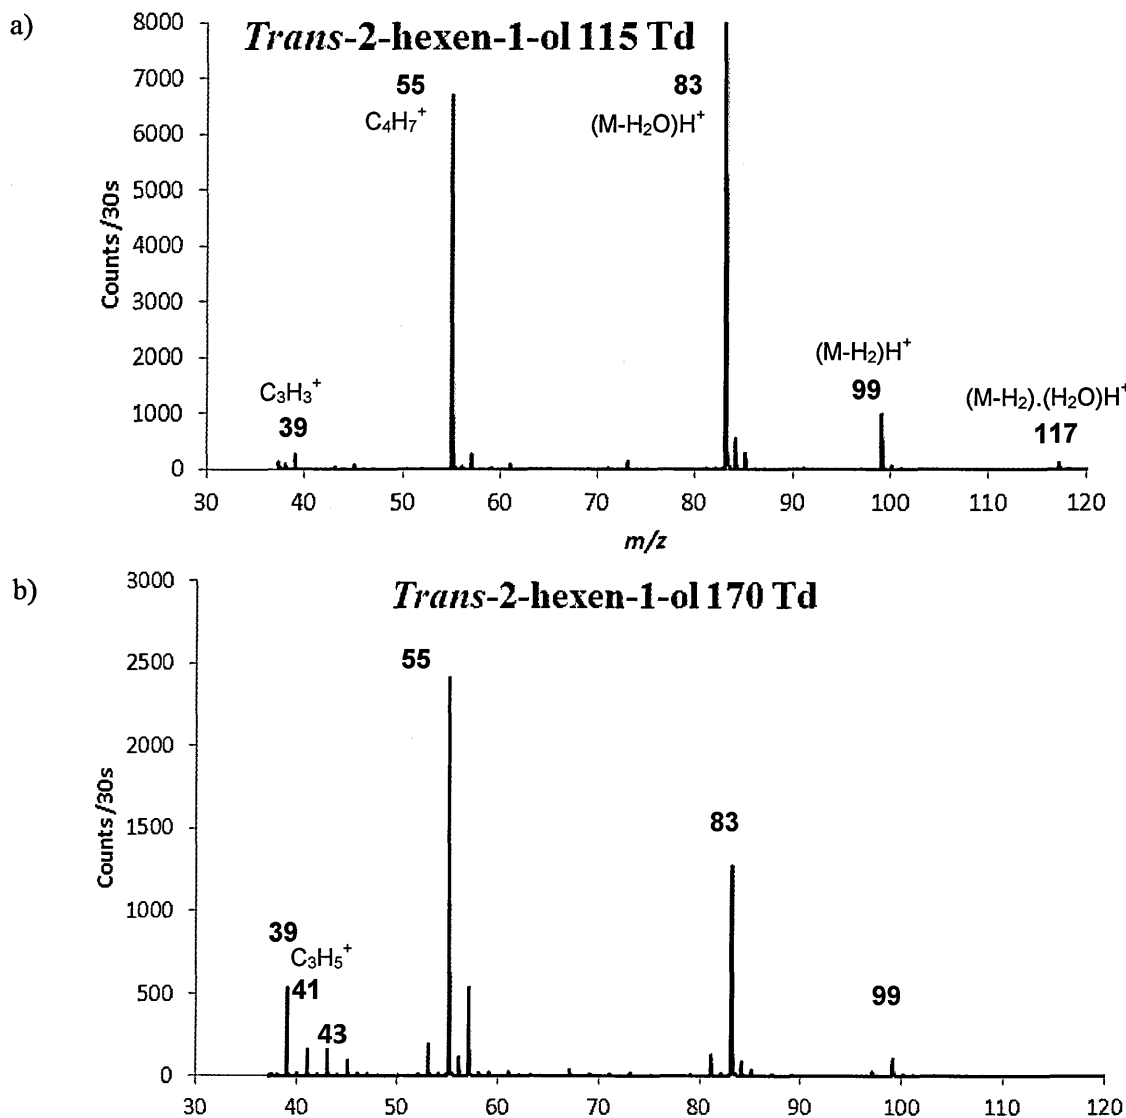 a)
Trans-2-hexen-1-ol 115 Td
8000
7000
6000
5000
4000
3000
2000
1000
0
Counts/30s
55
C₄H₇⁺
83
(M-H₂O)H⁺
C₃H₃⁺
39
(M-H₂)H⁺
99
(M-H₂).(H₂O)H⁺
117
30 40 50 60 70 80 90 100 110 120
m/z
b)
Trans-2-hexen-1-ol 170 Td
3000
2500
2000
1500
1000
500
0
Counts/30s
55
83
39
C₃H₅⁺
41
43
99
30 40 50 60 70 80 90 100 110 120